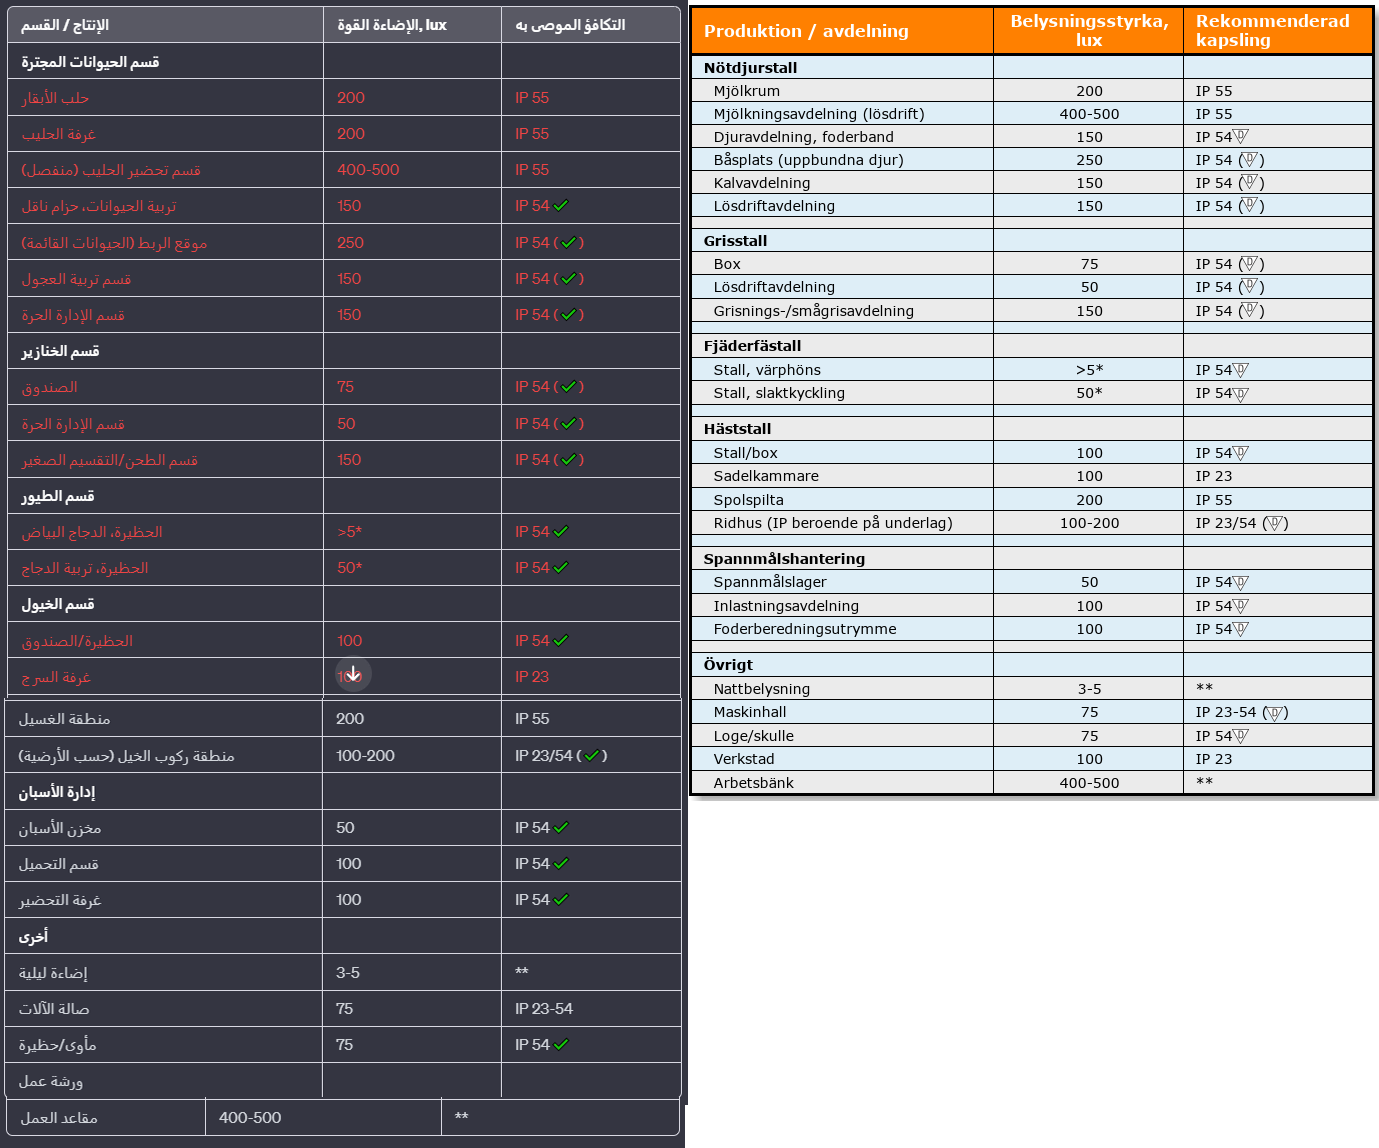 الإنتاج / القسم	الإضاءة القوة, lux	التكافؤ الموصى به
قسم الحيوانات المجترة
حلب الأبقار	200	IP 55
غرفة الحليب	200	IP 55
قسم تحضير الحليب (منفصل)	400-500	IP 55
تربية الحيوانات، حزام ناقل	150	IP 54 ✓
موقع الربط (الحيوانات القائمة)	250	IP 54 (✓)
قسم تربية العجول	150	IP 54 (✓)
قسم الإدارة الحرة	150	IP 54 (✓)
قسم الخنازير
الصندوق	75	IP 54 (✓)
قسم الإدارة الحرة	50	IP 54 (✓)
قسم الطحن/التقسيم الصغير	150	IP 54 (✓)
قسم الطيور
الحظيرة، الدجاج البياض	>5*	IP 54 ✓
الحظيرة، تربية الدجاج	50*	IP 54 ✓
قسم الخيول
الحظيرة/الصندوق	100	IP 54 ✓
غرفة السرج	100	IP 23
منطقة الغسيل	200	IP 55
منطقة ركوب الخيل (حسب الأرضية)	100-200	IP 23/54 (✓)
إدارة الأسبان
مخزن الأسبان	50	IP 54 ✓
قسم التحميل	100	IP 54 ✓
غرفة التحضير	100	IP 54 ✓
أخرى
إضاءة ليلية	3-5	**
صالة الآلات	75	IP 23-54
مأوى/حظيرة	75	IP 54 ✓
ورشة عمل
مقاعد العمل	400-500	**
Produktion / avdelning	Belysningsstyrka, lux	Rekommenderad kapsling
Nötdjurstall
Mjölkrum	200	IP 55
Mjölkningsavdelning (lösdrift)	400-500	IP 55
Djuravdelning, foderband	150	IP 54 D
Båsplats (uppbundna djur)	250	IP 54 (D)
Kalvavdelning	150	IP 54 (D)
Lösdriftavdelning	150	IP 54 (D)
Grisstall
Box	75	IP 54 (D)
Lösdriftavdelning	50	IP 54 (D)
Grisnings-/smågrisavdelning	150	IP 54 (D)
Fjäderfästall
Stall, värphöns	>5*	IP 54 D
Stall, slaktkyckling	50*	IP 54 D
Häststall
Stall/box	100	IP 54 D
Sadelkammare	100	IP 23
Spolspilta	200	IP 55
Ridhus (IP beroende på underlag)	100-200	IP 23/54 (D)
Spannmålshantering
Spannmålslager	50	IP 54 D
Inlastningsavdelning	100	IP 54 D
Foderberedningsutrymme	100	IP 54 D
Övrigt
Nattbelysning	3-5	**
Maskinhall	75	IP 23-54 (D)
Loge/skulle	75	IP 54 D
Verkstad	100	IP 23
Arbetsbänk	400-500	**